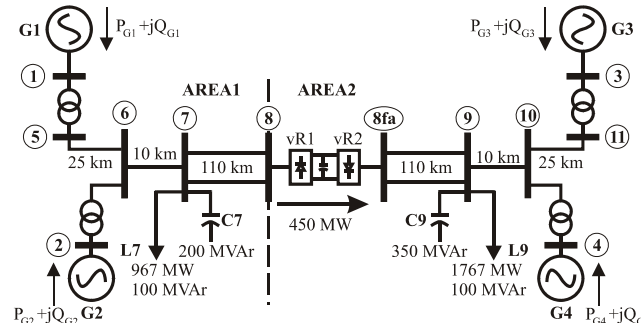 G1
P_G1+jQ_G1
P_G3+jQ_G3
G3
1
AREA1
AREA2
3
6
7
8
8fa
9
10
5
vR1
vR2
11
25 km
10 km
110 km
110 km
10 km
25 km
450 MW
C7
C9
2
L7
200 MVAr
350 MVAr
L9
4
967 MW
1767 MW
100 MVAr
100 MVAr
P_G2+jQ_G2
G2
G4
P_G4+jQ_G